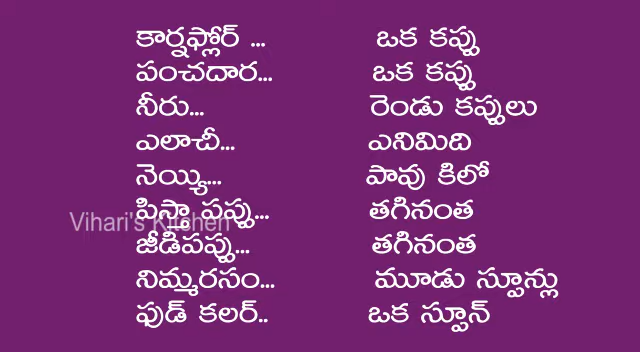 కార్నఫ్లోర్ ... ఒక కప్పు
పంచదార... ఒక కప్పు
నీరు... రెండు కప్పులు
ఎలాచీ... ఎనిమిది
నెయ్యి... పావు కిలో
పిస్తా పప్పు... తగినంత
Vihari's Kitchen
జీడిపప్పు... తగినంత
నిమ్మరసం... మూడు స్పూన్లు
ఫుడ్ కలర్.. ఒక స్పూన్